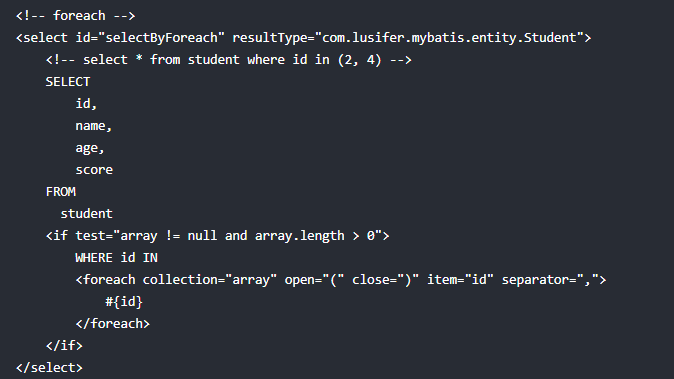 <!-- foreach -->
<select id="selectByForeach" resultType="com.lusifer.mybatis.entity.Student">
    <!-- select * from student where id in (2, 4) -->
    SELECT
        id,
        name,
        age,
        score
    FROM
      student
    <if test="array != null and array.length > 0">
        WHERE id IN
        <foreach collection="array" open="(" close=")" item="id" separator=",">
            #{id}
        </foreach>
    </if>
</select>